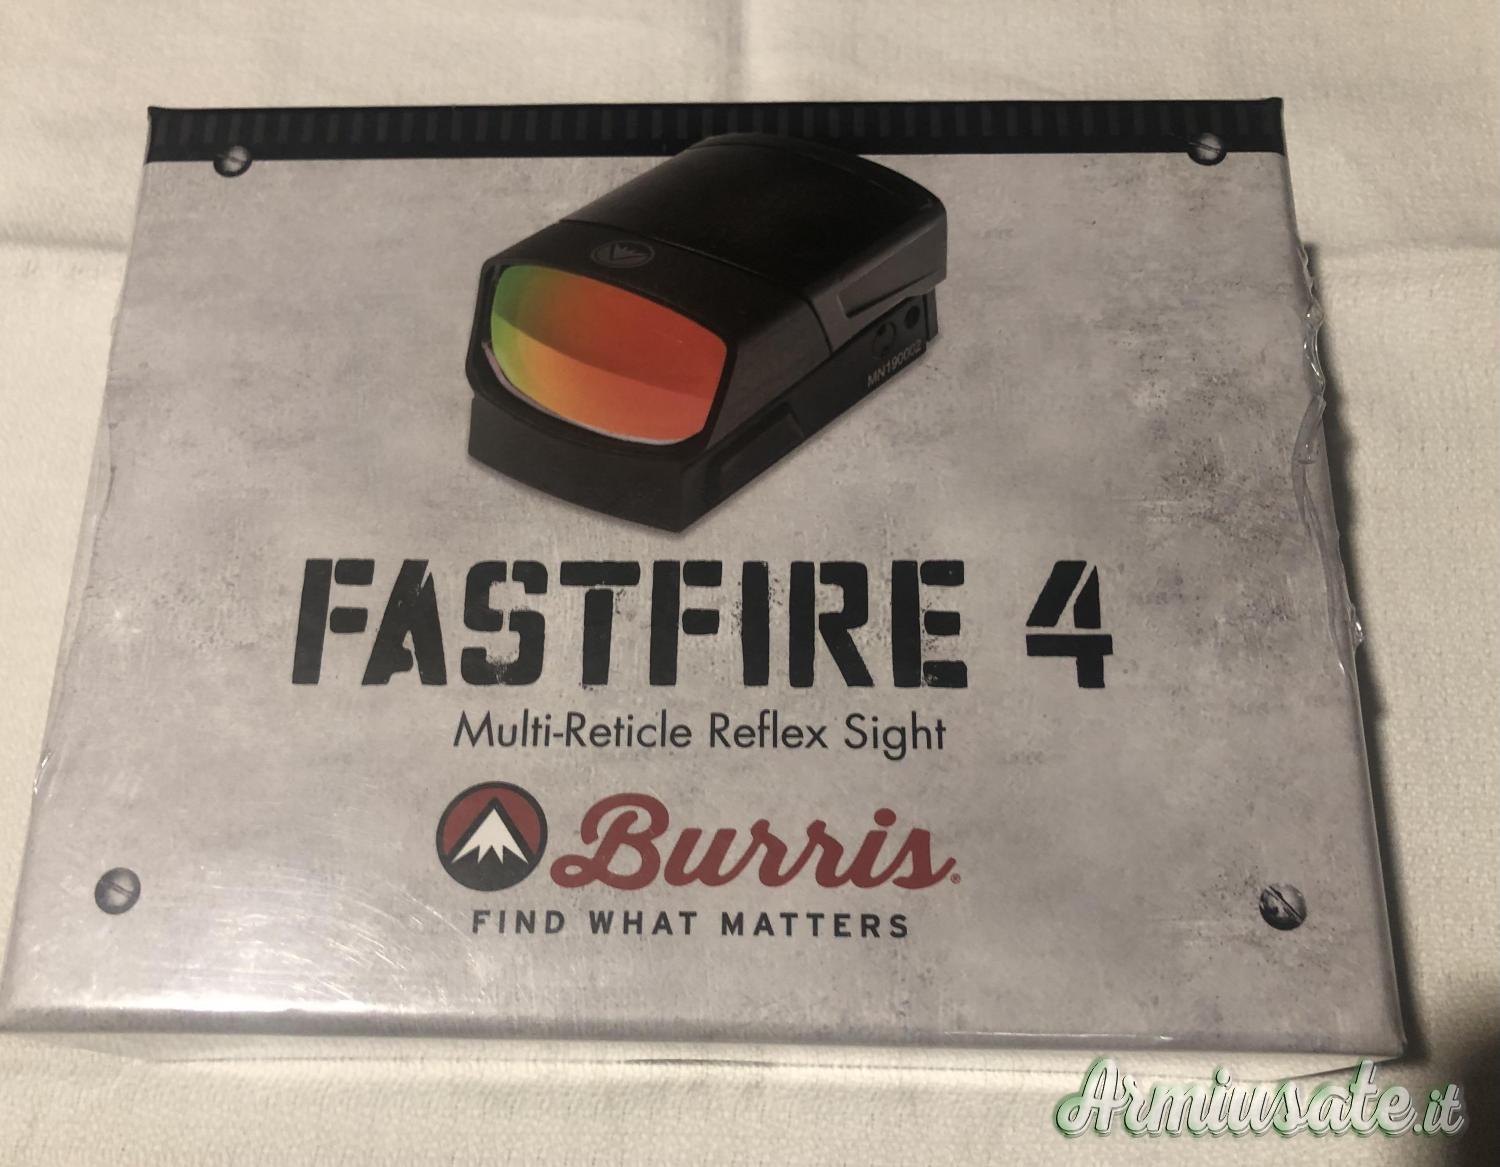 MN190002
FASTFIRE 4
Multi-Reticle Reflex Sight
Burris®
FIND WHAT MATTERS
Armiusate.it